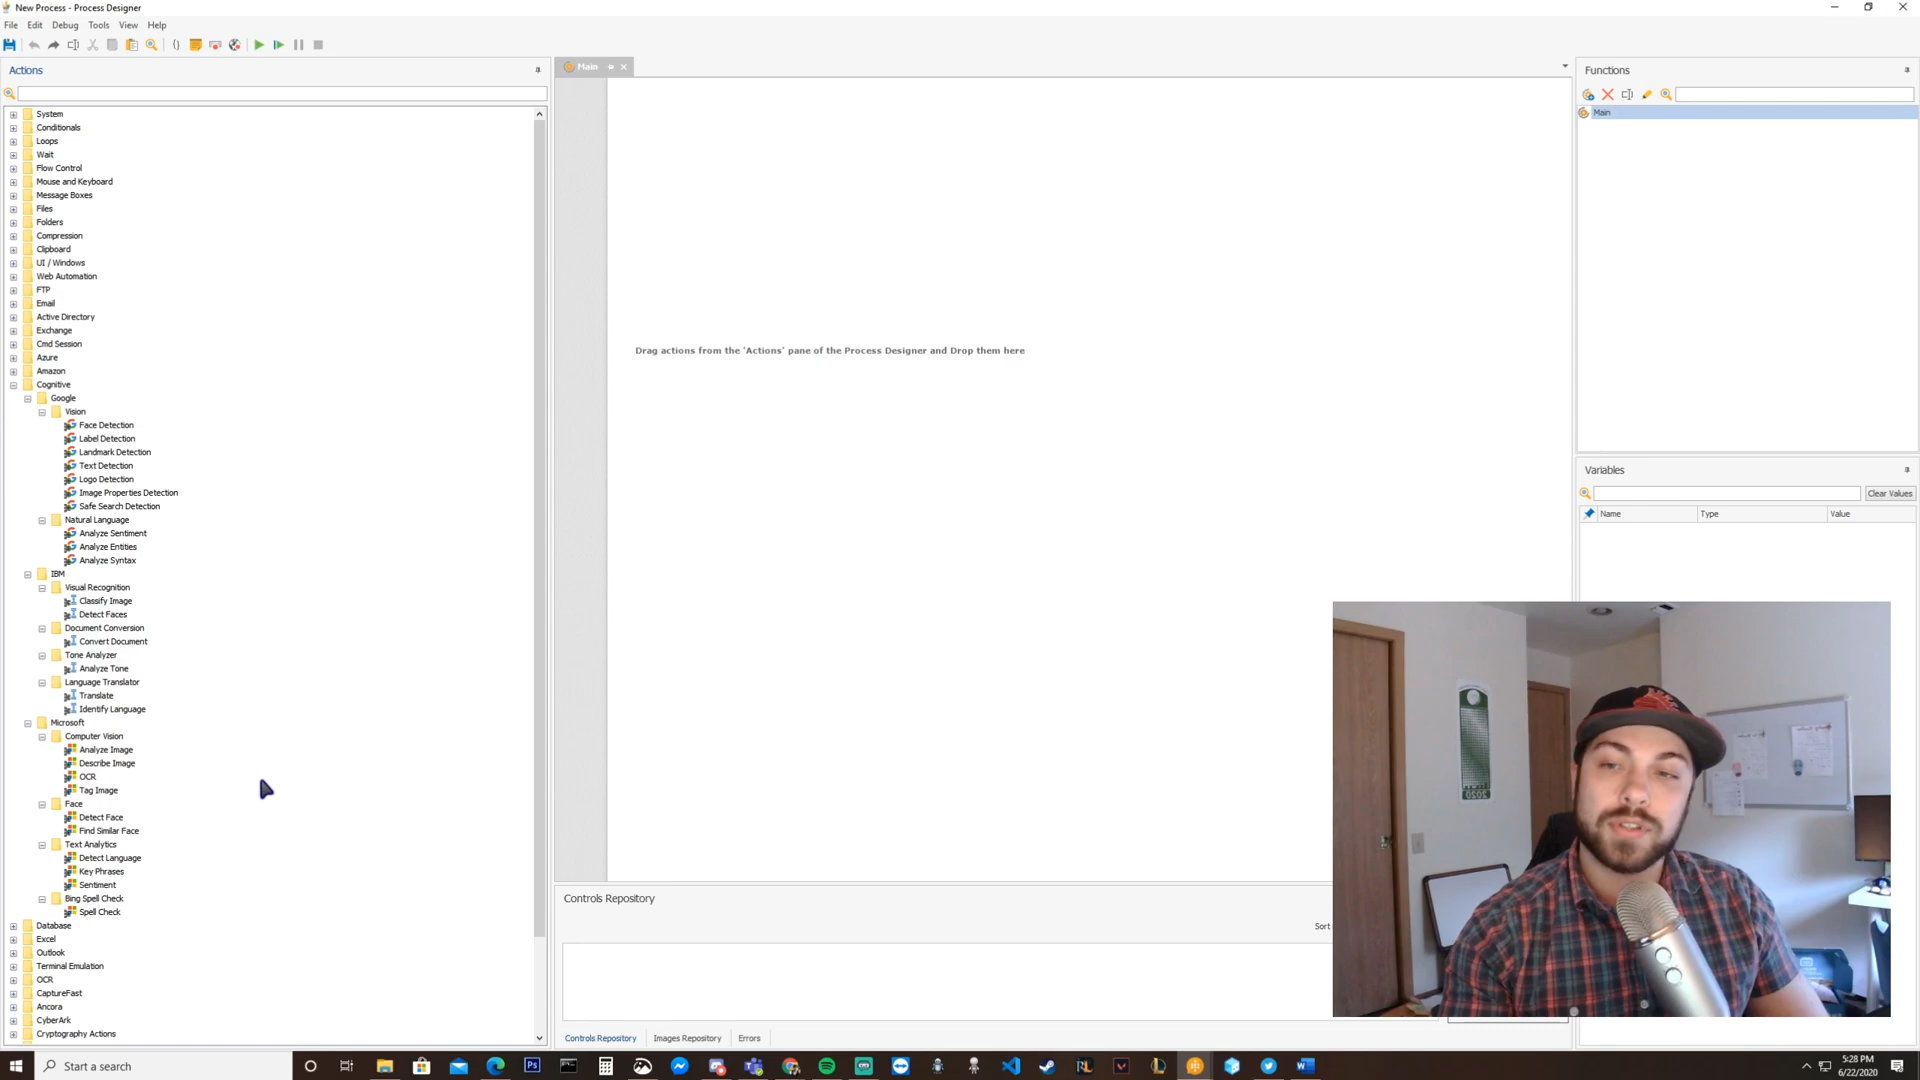 New Process - Process Designer
File Edit Debug Tools View Help
Actions
System
Conditionals
Loops
Wait
Flow Control
Mouse and Keyboard
Message Boxes
Files
Folders
Compression
Clipboard
UI / Windows
Web Automation
FTP
Email
Active Directory
Exchange
Cmd Session
Azure
Amazon
Cognitive
Google
Vision
Face Detection
Label Detection
Landmark Detection
Text Detection
Logo Detection
Image Properties Detection
Safe Search Detection
Natural Language
Analyze Sentiment
Analyze Entities
Analyze Syntax
IBM
Visual Recognition
Classify Image
Detect Faces
Document Conversion
Convert Document
Tone Analyzer
Analyze Tone
Language Translator
Translate
Identify Language
Microsoft
Computer Vision
Analyze Image
Describe Image
OCR
Tag Image
Face
Detect Face
Find Similar Face
Text Analytics
Detect Language
Key Phrases
Sentiment
Bing Spell Check
Spell Check
Database
Excel
Outlook
Terminal Emulation
OCR
CaptureFast
Ancora
CyberArk
Cryptography Actions
Main
Drag actions from the 'Actions' pane of the Process Designer and Drop them here
Controls Repository
Sort
Controls Repository Images Repository Errors
Functions
Main
Variables
Clear Values
Name Type Value
Start a search
5:28 PM
6/22/2020